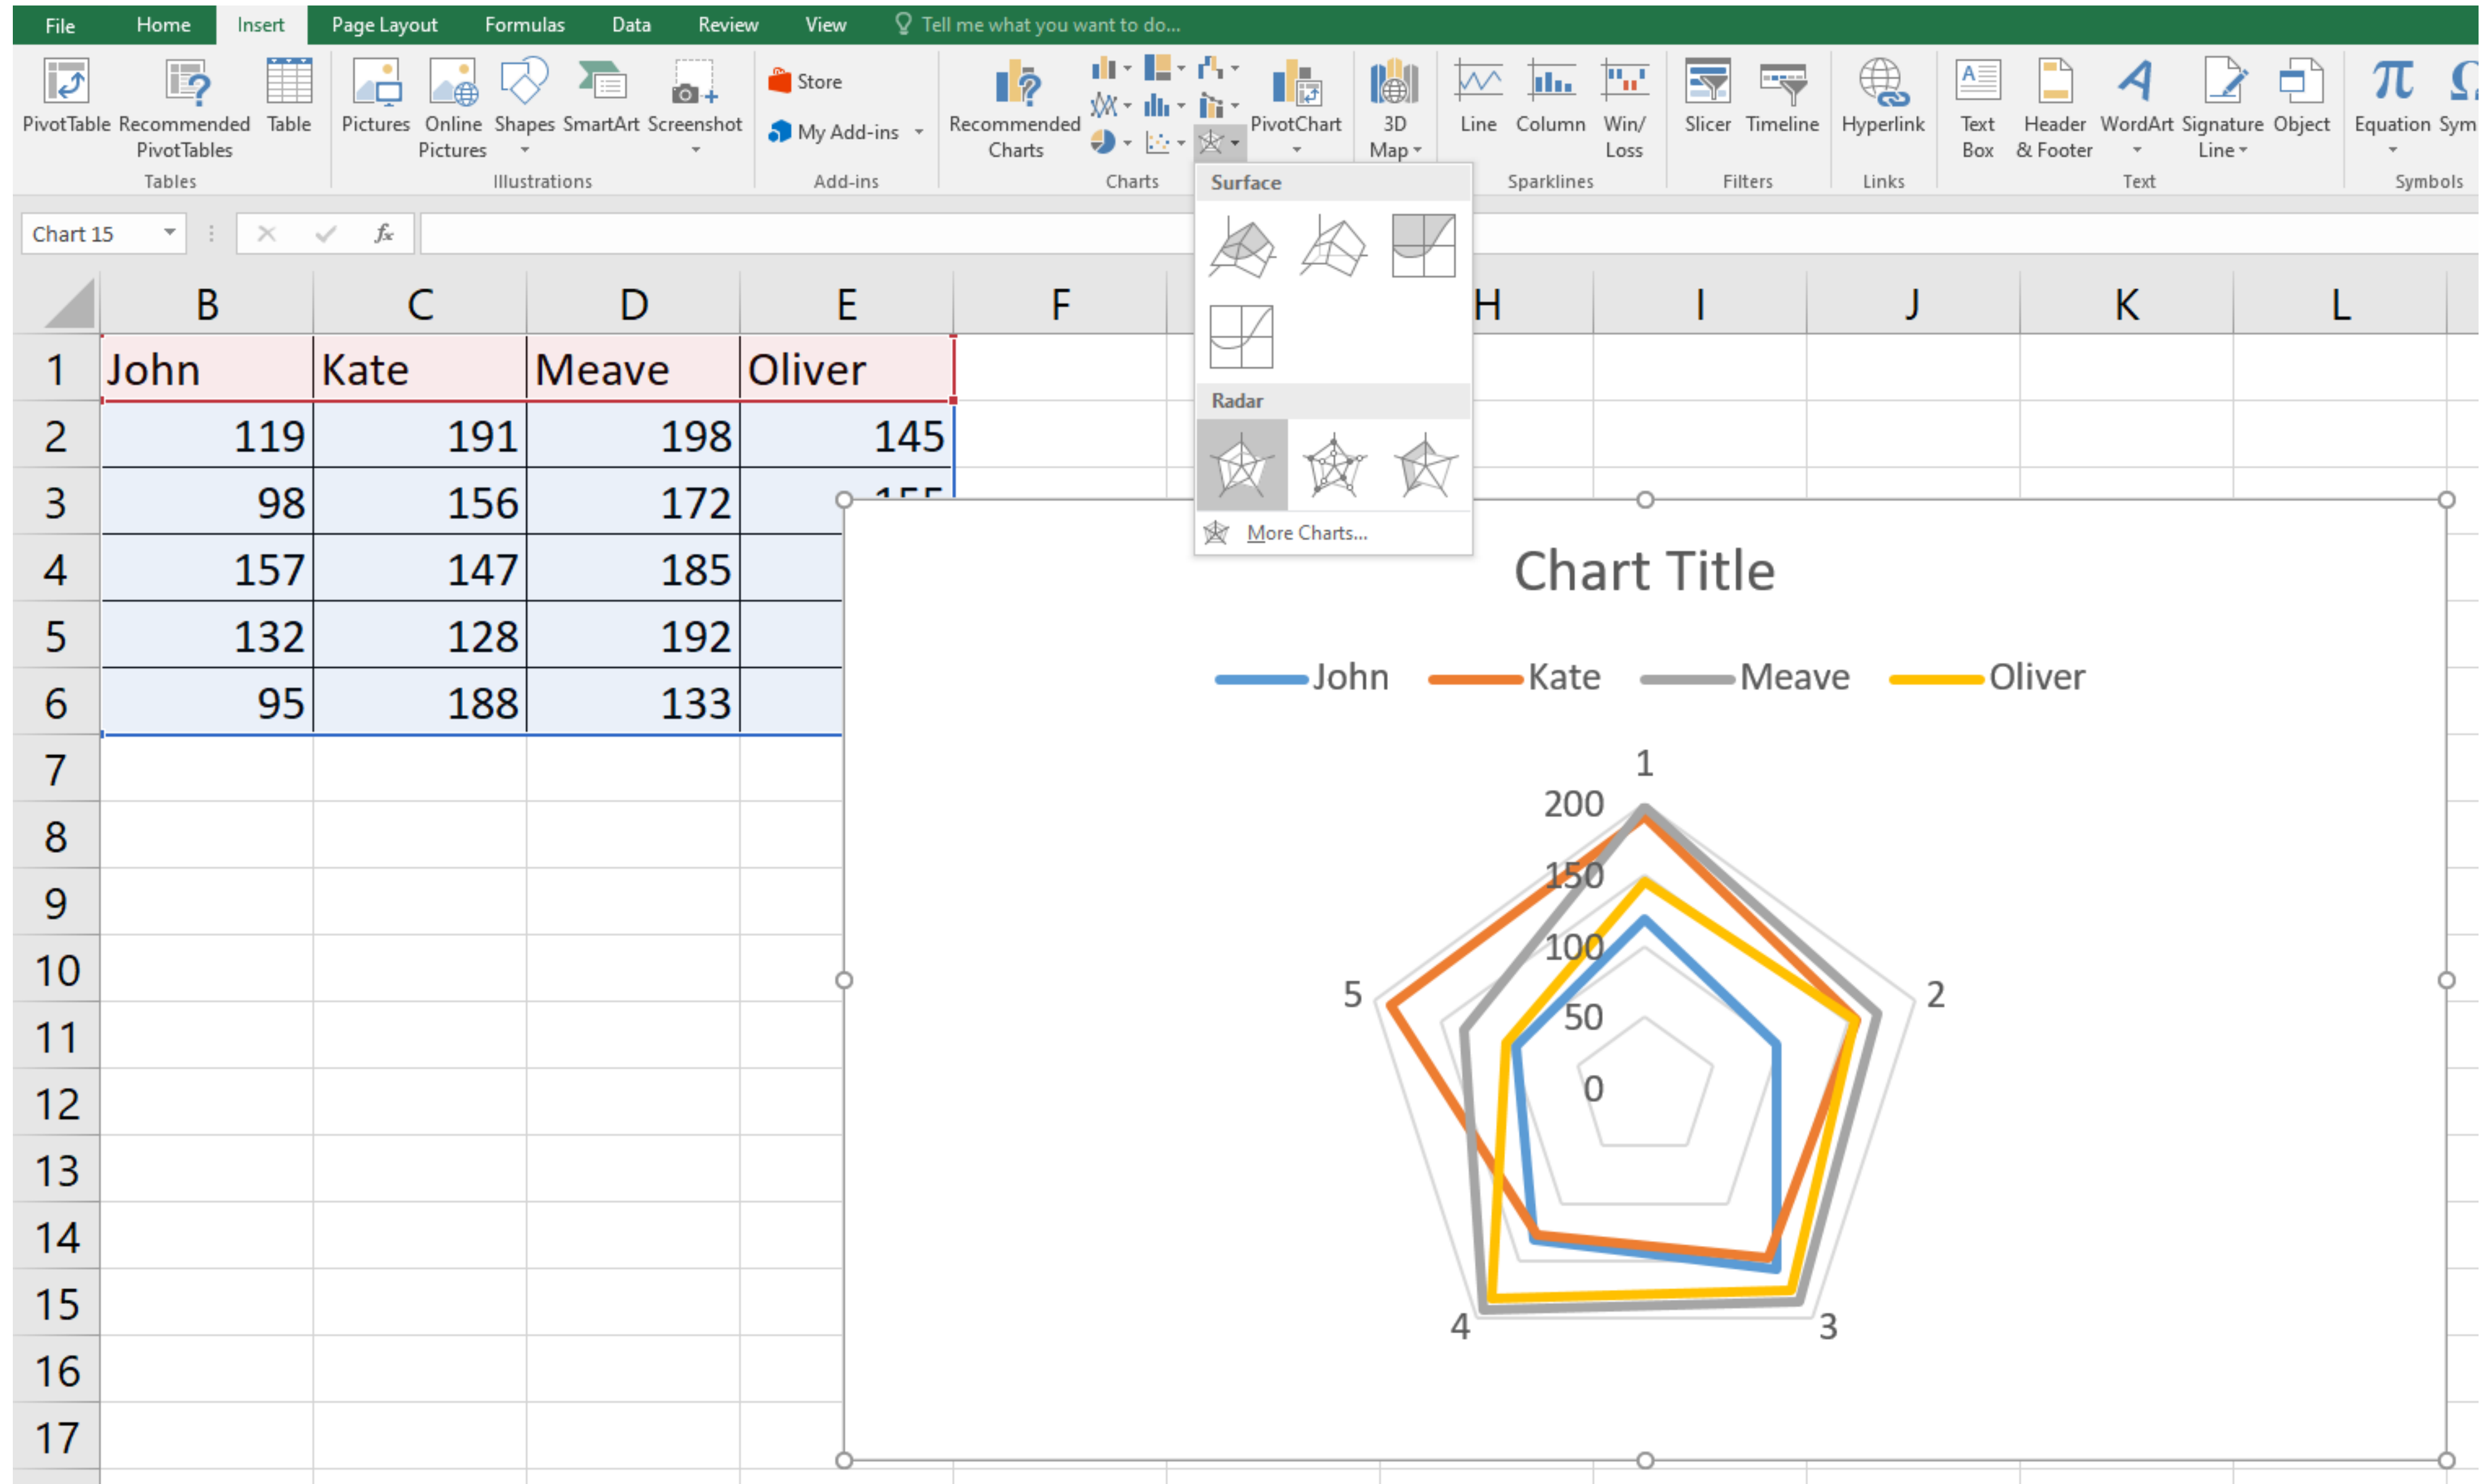 File Home Insert Page Layout Formulas Data Review View Tell me what you want to do...
PivotTable Recommended PivotTables Table
Pictures Online Pictures Shapes SmartArt Screenshot
Store
My Add-ins
Recommended Charts
PivotChart
3D Map
Line Column Win/Loss
Slicer Timeline
Hyperlink
Text Box Header & Footer WordArt Signature Line Object
Equation Sym
Tables Illustrations Add-ins Charts Sparklines Filters Links Text Symbols
Surface
Radar
More Charts...
Chart 15 fx
B C D E F H I J K L
1 John Kate Meave Oliver
2 119 191 198 145
3 98 156 172 155
4 157 147 185
5 132 128 192
6 95 188 133
7
8
9
10
11
12
13
14
15
16
17
Chart Title
John Kate Meave Oliver
1
200
150
100
50
0
5
2
4
3